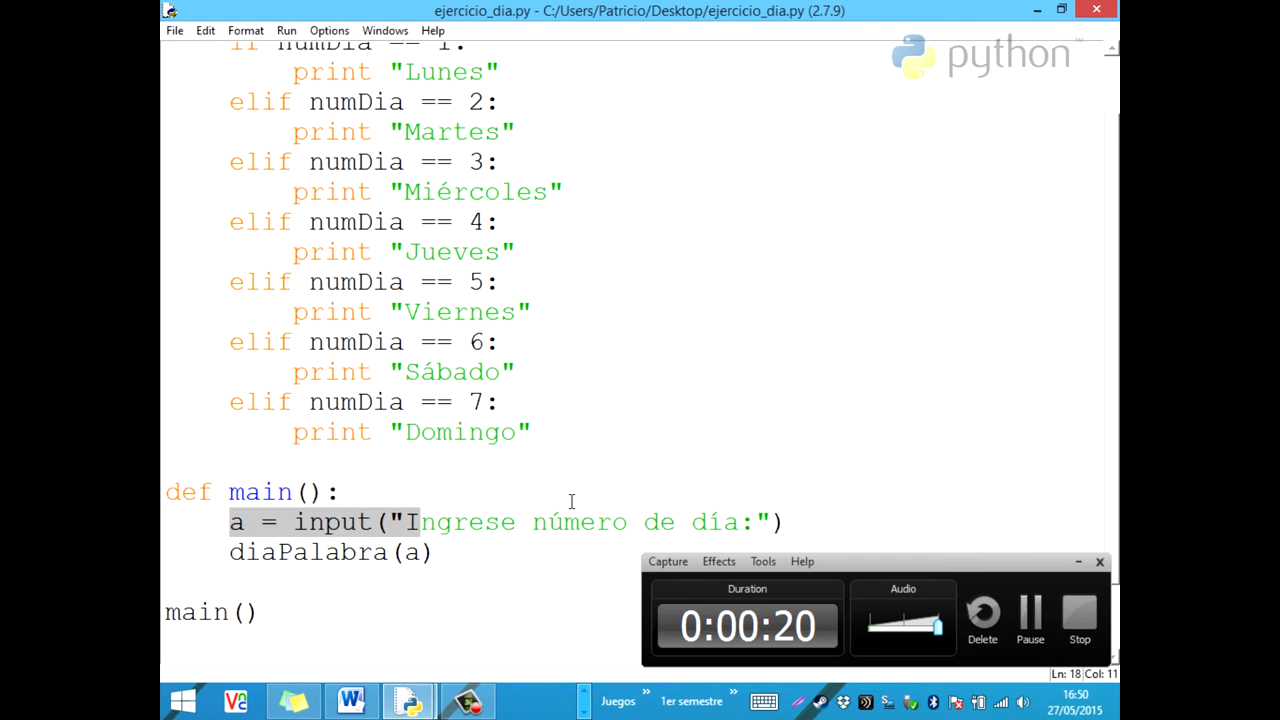 ejercicio_dia.py - C:/Users/Patricio/Desktop/ejercicio_dia.py (2.7.9)
File Edit Format Run Options Windows Help
python™
if numDia == 1:
print "Lunes"
elif numDia == 2:
print "Martes"
elif numDia == 3:
print "Miércoles"
elif numDia == 4:
print "Jueves"
elif numDia == 5:
print "Viernes"
elif numDia == 6:
print "Sábado"
elif numDia == 7:
print "Domingo"
def main():
a = input("Ingrese número de día:")
diaPalabra(a)
main()
Capture Effects Tools Help
Duration
0:00:20
Audio
Delete
Pause
Stop
Ln: 18 Col: 11
Juegos » 1er semestre »
16:50
27/05/2015